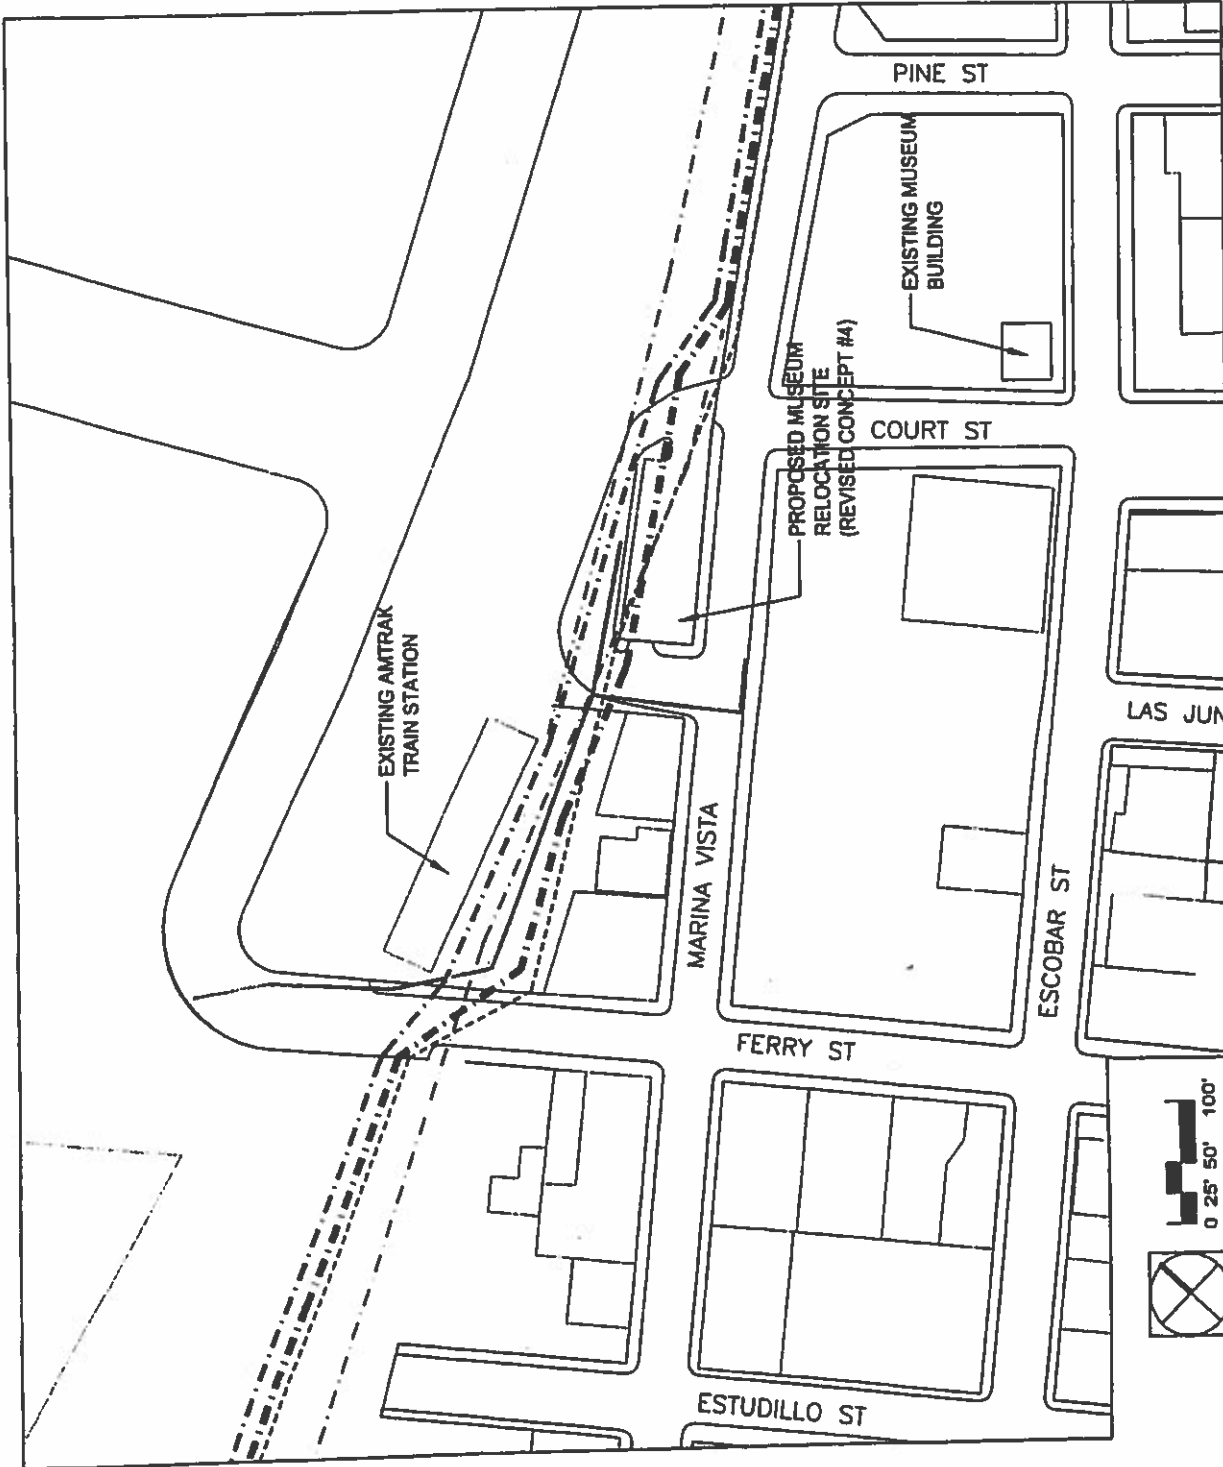 PINE ST
EXISTING MUSEUM
BUILDING
PROPOSED MUSEUM
RELOCATION SITE
(REVISED CONCEPT #4)
COURT ST
EXISTING AMTRAK
TRAIN STATION
LAS JUN
MARINA VISTA
ESCOBAR ST
FERRY ST
0 25' 50' 100'
ESTUDILLO ST